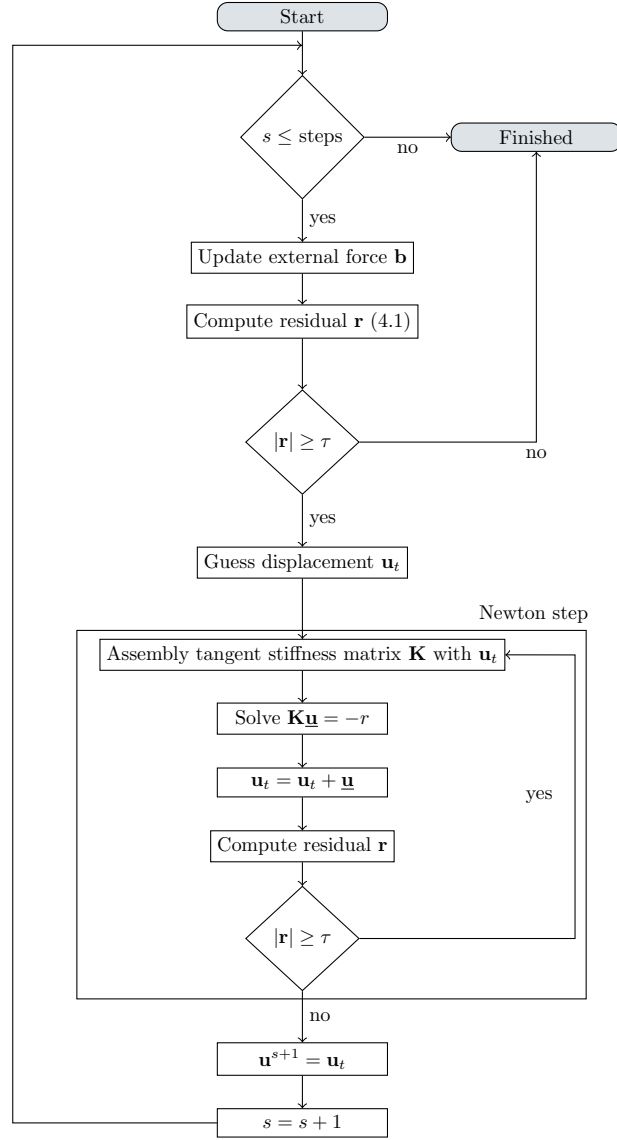 Start
s ≤ steps
no
Finished
yes
Update external force b
Compute residual r (4.1)
|r| ≥ τ
no
yes
Guess displacement u_t
Newton step
Assembly tangent stiffness matrix K with u_t
Solve Ku̲ = −r
u_t = u_t + u̲
yes
Compute residual r
|r| ≥ τ
no
u^{s+1} = u_t
s = s + 1